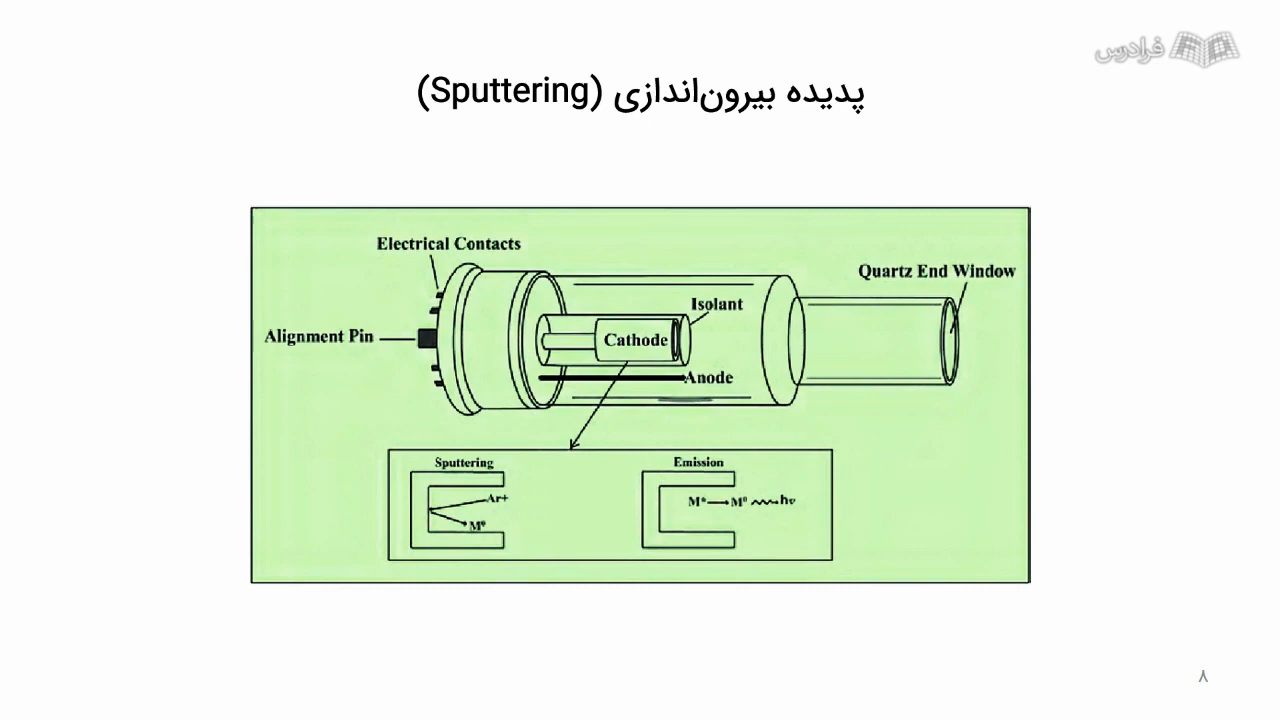 فرادرس
پدیده بیرون‌اندازی (Sputtering)
Electrical Contacts
Quartz End Window
Isolant
Alignment Pin
Cathode
Anode
Sputtering
Emission
Ar+
M* M⁰ hν
M⁰
۸